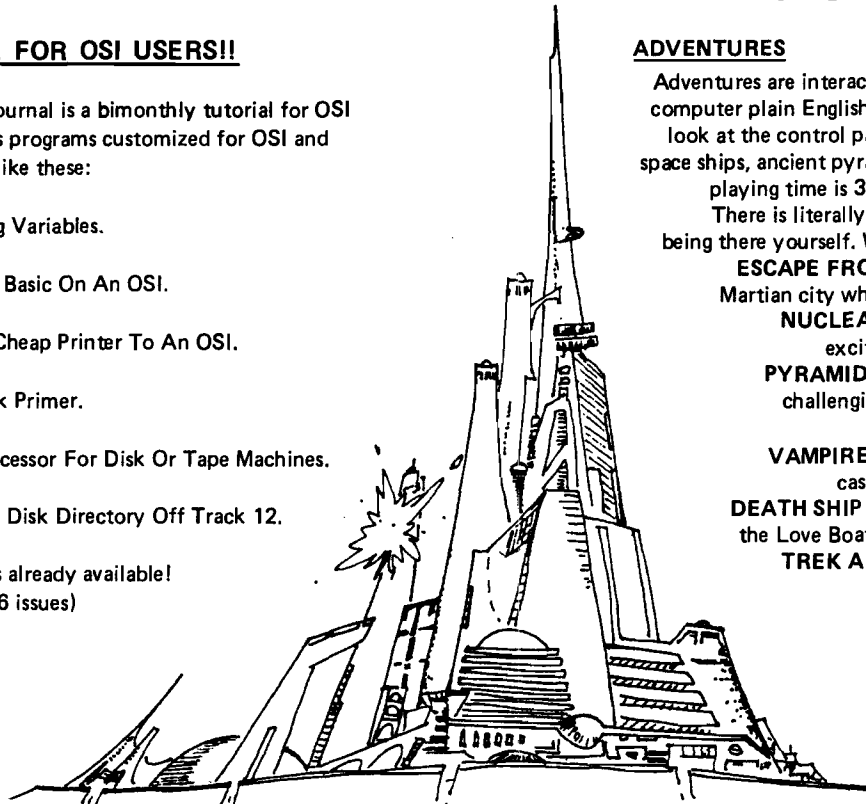 FOR OSI USERS!!
ournal is a bimonthly tutorial for OSI
s programs customized for OSI and
ike these:
g Variables.
Basic On An OSI.
Cheap Printer To An OSI.
k Primer.
cessor For Disk Or Tape Machines.
Disk Directory Off Track 12.
s already available!
6 issues)
ADVENTURES
Adventures are interac
computer plain English
look at the control pa
space ships, ancient pyra
playing time is 3
There is literally
being there yourself. W
ESCAPE FRO
Martian city wh
NUCLEA
exci
PYRAMID
challengi
VAMPIRE
cas
DEATH SHIP
the Love Boat
TREK A